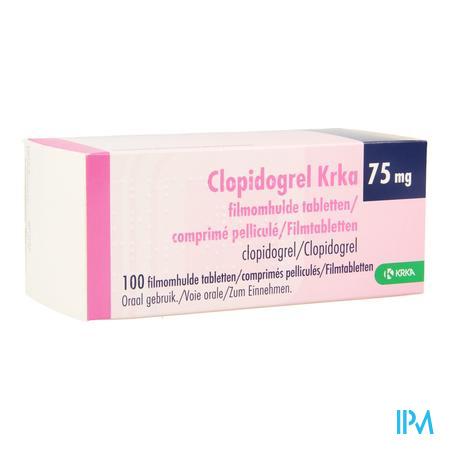 Clopidogrel Krka 75 mg
filmomhulde tabletten/
comprimé pelliculé/Filmtabletten
clopidogrel/Clopidogrel
100 filmomhulde tabletten/comprimés pelliculés/Filmtabletten
Oraal gebruik./Voie orale/Zum Einnehmen.
KRKA
IPM